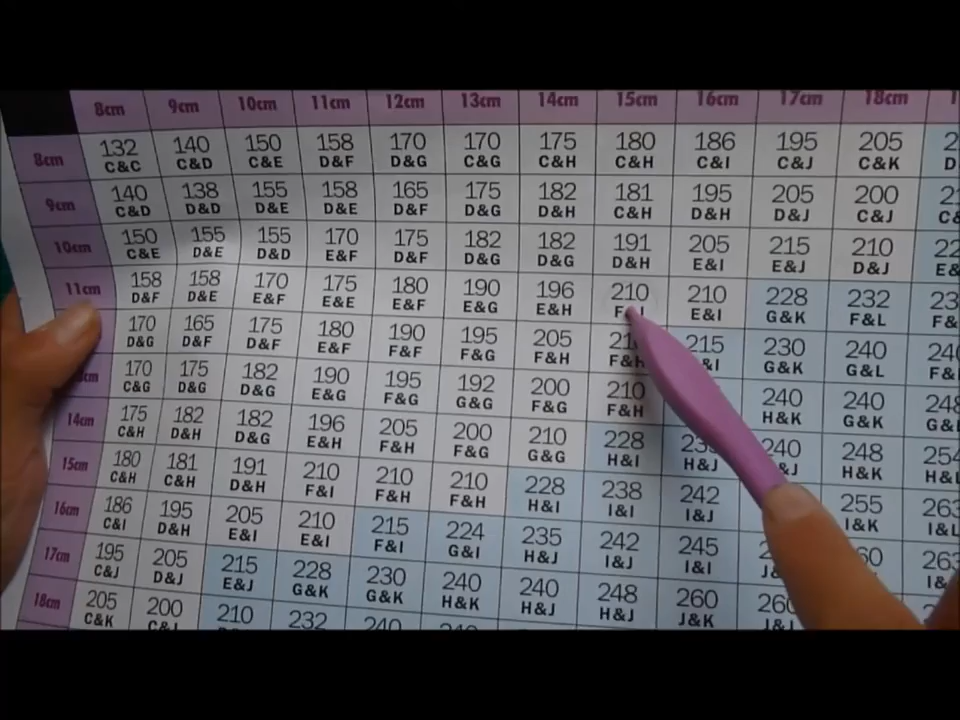 8cm 9cm 10cm 11cm 12cm 13cm 14cm 15cm 16cm 17cm 18cm
8cm 132 140 150 158 170 170 175 180 186 195 205
C&C C&D C&E D&F D&G C&G C&H C&H C&I C&J C&K
9cm 140 138 155 158 165 175 182 181 195 205 200
C&D D&D D&E D&E D&F D&G D&H C&H D&H D&J C&J
10cm 150 155 155 170 175 182 182 191 205 215 210
C&E D&E D&D E&F D&F D&G D&G D&H E&I E&J D&J
11cm 158 158 170 175 180 190 196 210 210 228 232
D&F D&E E&F E&E E&F E&G E&H E&I G&K F&L
170 165 175 180 190 195 205 215 230 240
D&G D&F D&F E&F F&F F&G F&H F&H G&K G&L
170 175 182 190 195 192 200 210 240 240
C&G D&G D&G E&G F&G G&G F&G F&H H&K G&K
14cm 175 182 182 196 205 200 210 228 240 248
C&H D&H D&G E&H F&H F&G G&G H&I H&J H&K
15cm 180 181 191 210 210 210 228 238 242 255
C&H C&H D&H F&I F&H F&H H&I I&I I&J I&K
16cm 186 195 205 210 215 224 235 242 245
C&I D&H E&I E&I F&I G&I H&J I&J I&I
17cm 195 205 215 228 230 240 240 248 260
C&J D&J E&J G&K G&K H&K H&J H&J J&K
18cm 205 200 210 232 240
C&K